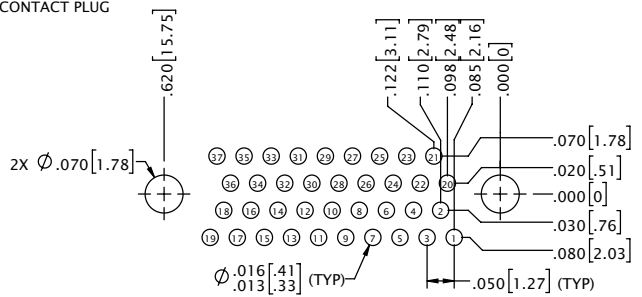 CONTACT PLUG
.620[15.75]
.122[3.11]
.110[2.79]
.098[2.48]
.085[2.16]
.000[0]
2X Ø.070[1.78]
37 35 33 31 29 27 25 23 21
.070[1.78]
36 34 32 30 28 26 24 22 20
.020[.51]
.000[0]
18 16 14 12 10 8 6 4 2
.030[.76]
19 17 15 13 11 9 7 5 3 1
.080[2.03]
Ø.016[.41]
.013[.33] (TYP)
.050[1.27] (TYP)